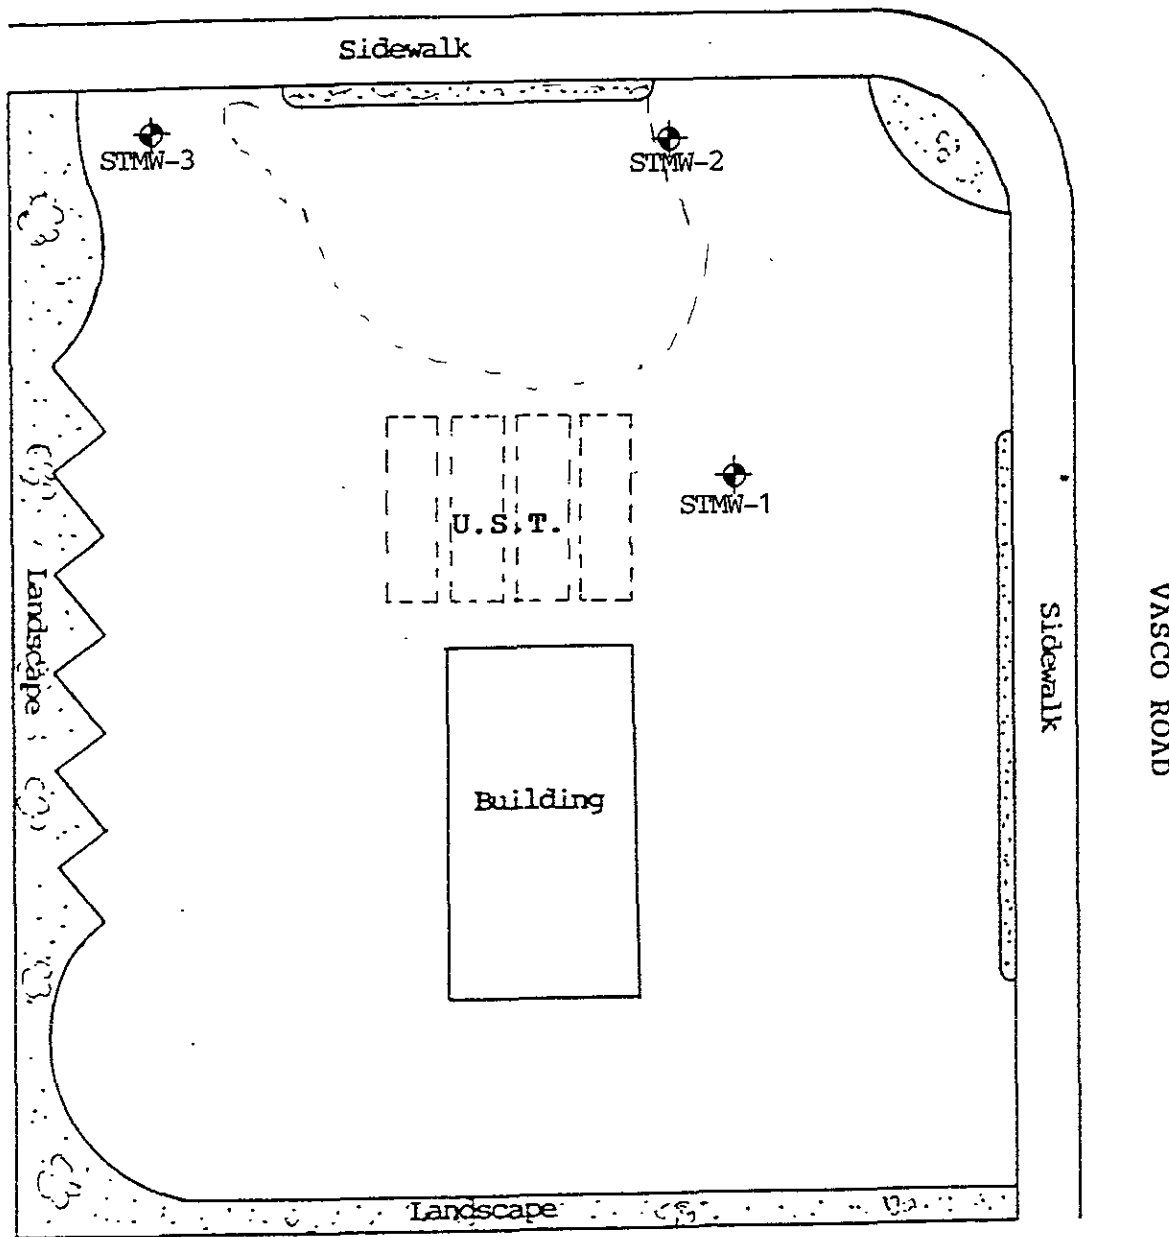 Sidewalk
STMW-3
STMW-2
STMW-1
U.S.T.
Landscape
Sidewalk
VASCO ROAD
Building
Landscape